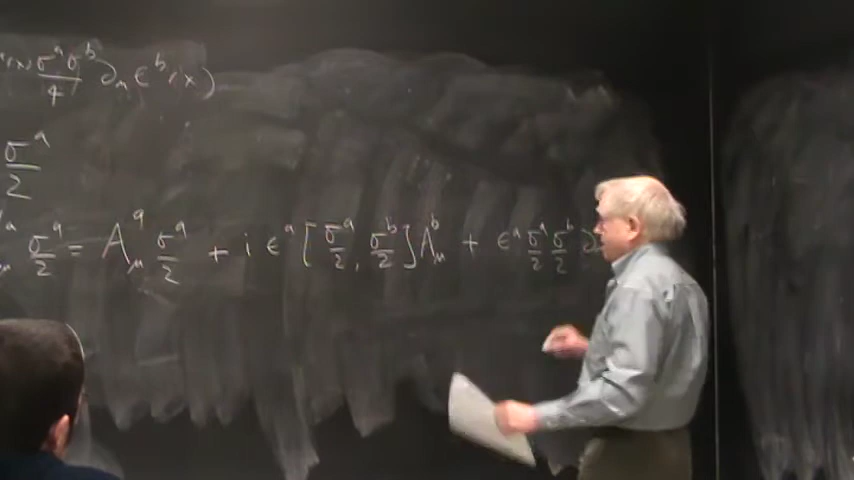 σ^a σ^b / 4 ∂_μ ε^b(x)
σ^a / 2
σ^a/2 = A_μ^a σ^a/2 + i ε^a [σ^a/2, σ^b/2] A_μ^b + ε^a σ^a/2 σ^b/2 ∂